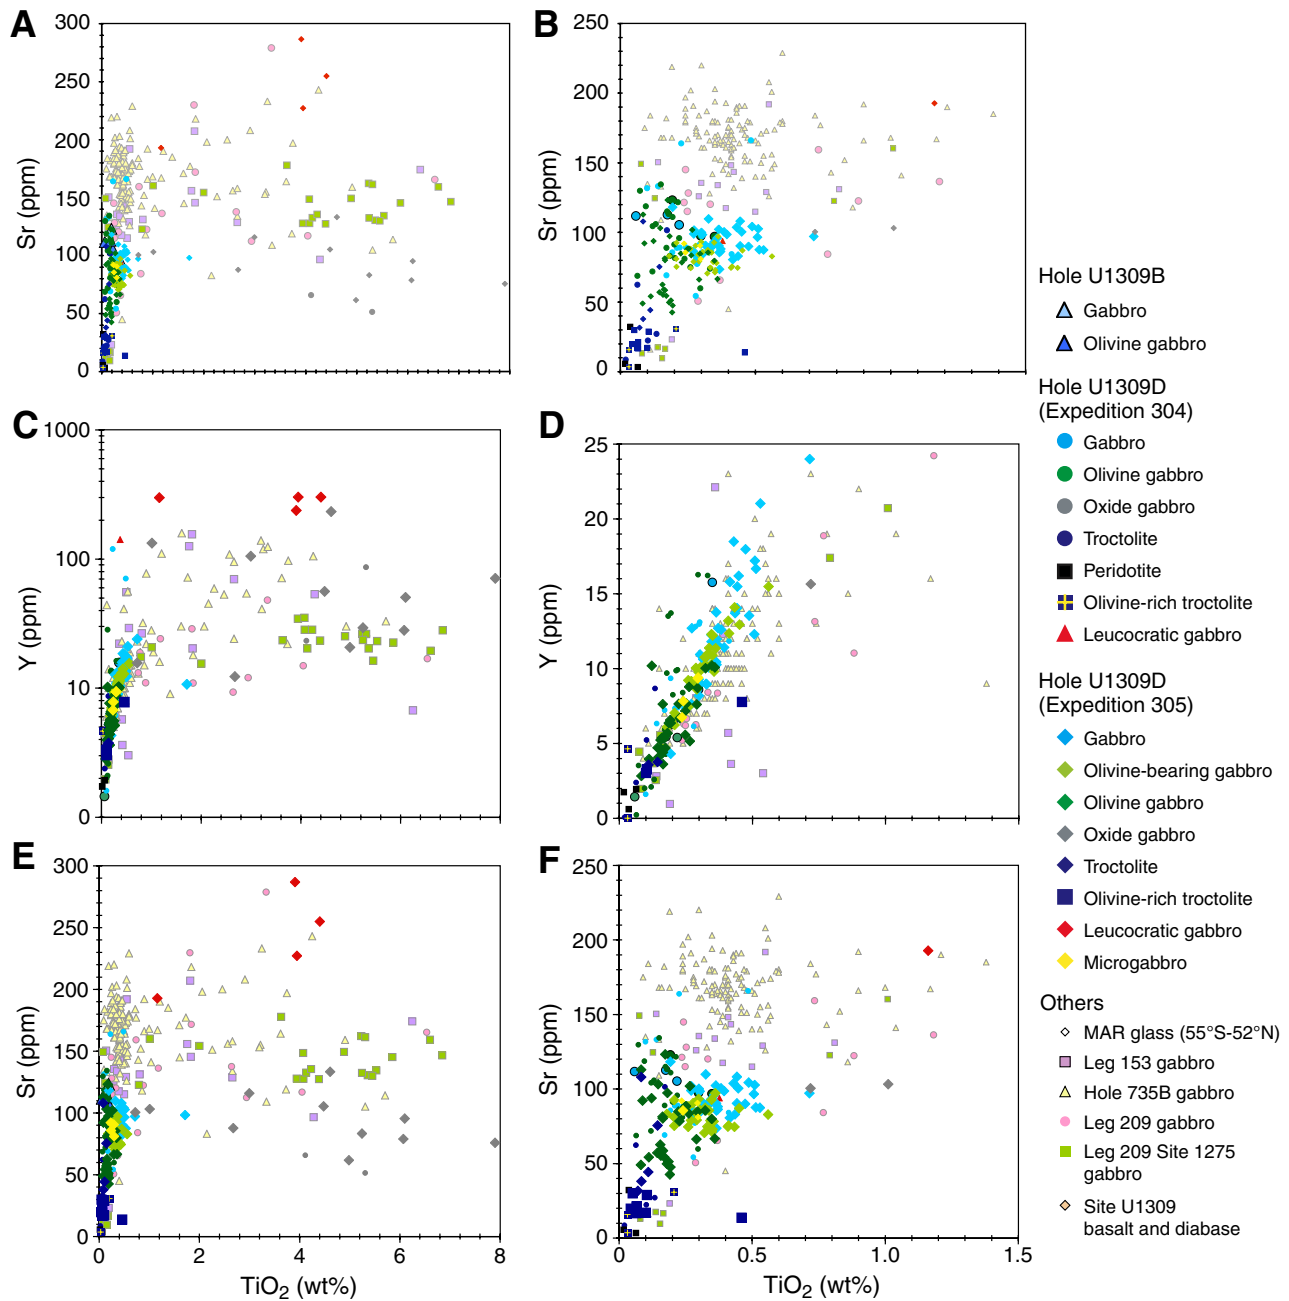 A
300
250
200
150
100
50
0
Sr (ppm)
B
250
200
150
100
50
0
Sr (ppm)
C
1000
100
10
0
Y (ppm)
D
25
20
15
10
5
0
Y (ppm)
E
300
250
200
150
100
50
0
Sr (ppm)
0 2 4 6 8
TiO2 (wt%)
F
250
200
150
100
50
0
Sr (ppm)
0 0.5 1.0 1.5
TiO2 (wt%)
Hole U1309B
Gabbro
Olivine gabbro
Hole U1309D
(Expedition 304)
Gabbro
Olivine gabbro
Oxide gabbro
Troctolite
Peridotite
Olivine-rich troctolite
Leucocratic gabbro
Hole U1309D
(Expedition 305)
Gabbro
Olivine-bearing gabbro
Olivine gabbro
Oxide gabbro
Troctolite
Olivine-rich troctolite
Leucocratic gabbro
Microgabbro
Others
MAR glass (55°S-52°N)
Leg 153 gabbro
Hole 735B gabbro
Leg 209 gabbro
Leg 209 Site 1275
gabbro
Site U1309
basalt and diabase